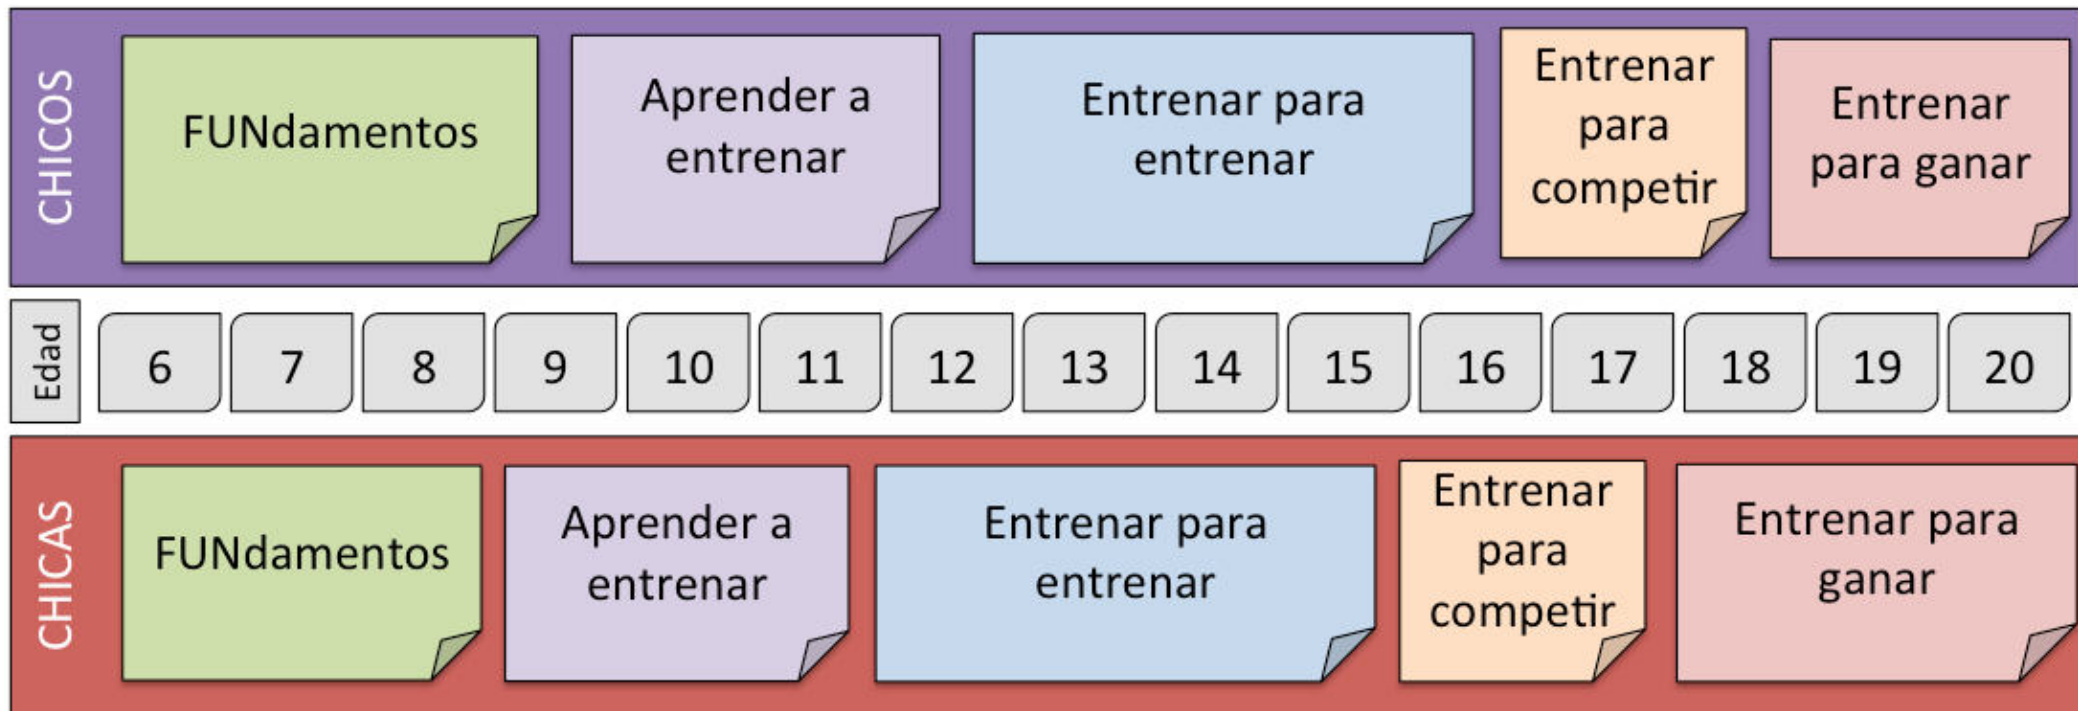 CHICOS
FUNdamentos
Aprender a
entrenar
Entrenar para
entrenar
Entrenar
para
competir
Entrenar
para ganar
Edad
6 7 8 9 10 11 12 13 14 15 16 17 18 19 20
CHICAS
FUNdamentos
Aprender a
entrenar
Entrenar para
entrenar
Entrenar
para
competir
Entrenar para
ganar